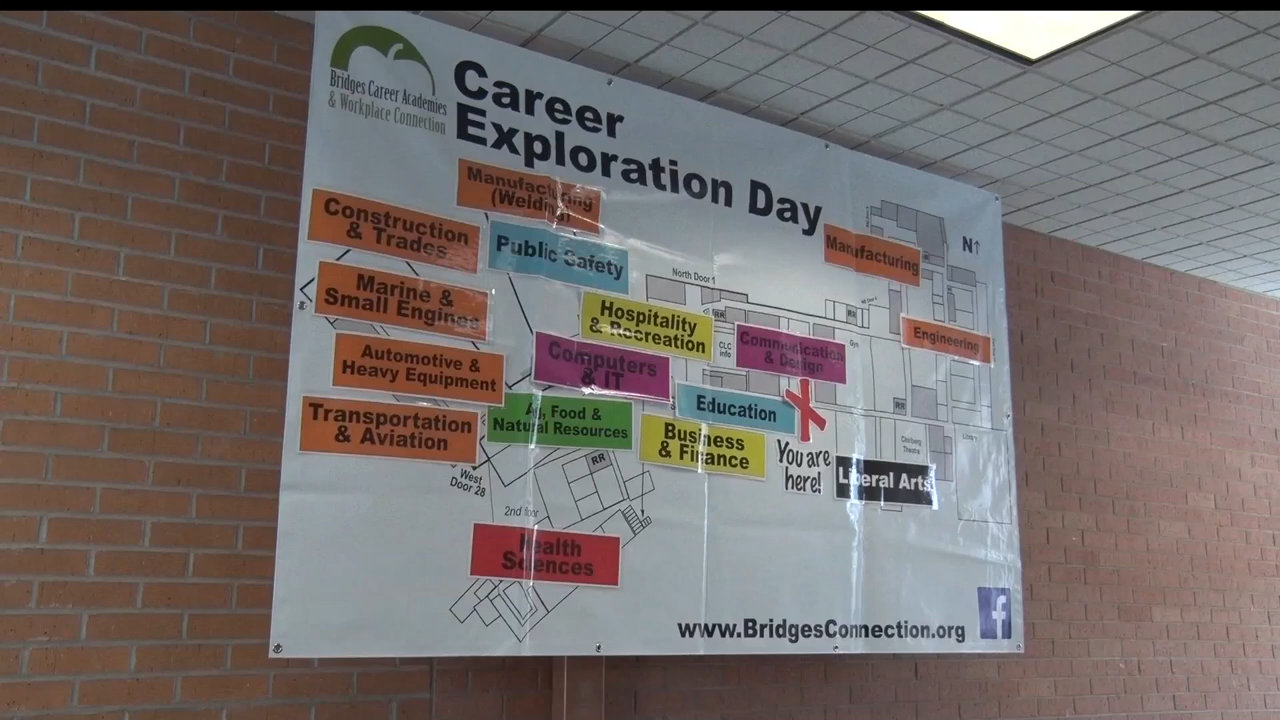 Bridges Career Academies
& Workplace Connection
Career
Exploration Day
Manufacturing
(Welding)
Construction
& Trades
Public Safety
Manufacturing
N↑
Marine &
Small Engines
North Door 1
Hospitality
& Recreation
RR
CLC
info
RR
Gym
Communication
& Design
Engineering
Automotive &
Heavy Equipment
Computers
& IT
Education
RR
Transportation
& Aviation
Ag, Food &
Natural Resources
Business
& Finance
You are
here!
Liberal Arts
Theatre
Library
West
Door 28
RR
2nd floor
Health
Sciences
www.BridgesConnection.org
f